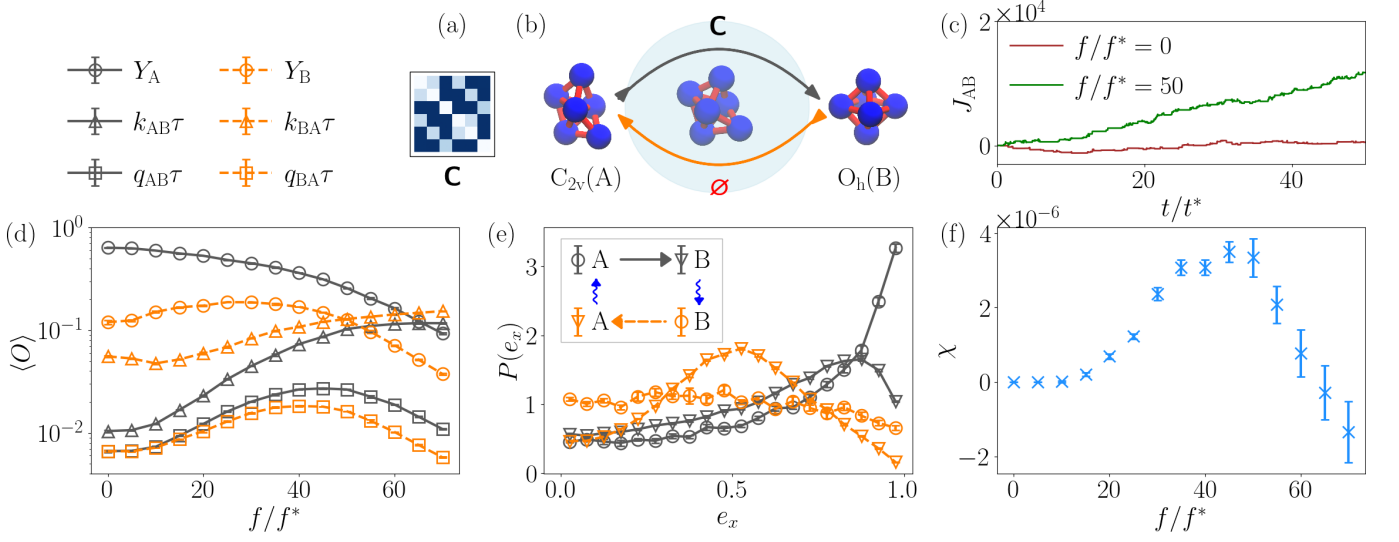 (a)
C
Y_A
Y_B
k_AB τ
k_BA τ
q_AB τ
q_BA τ
(b)
C
C_2v(A)
O_h(B)
∅
(c)
×10^4
2
0
J_AB
f/f* = 0
f/f* = 50
0
20
40
t/t*
(d)
10^0
10^−1
10^−2
⟨O⟩
0
20
40
60
f/f*
(e)
3
2
1
0
P(e_x)
A
B
A
B
0.0
0.5
1.0
e_x
(f)
×10^−6
4
2
0
−2
χ
0
20
40
60
f/f*